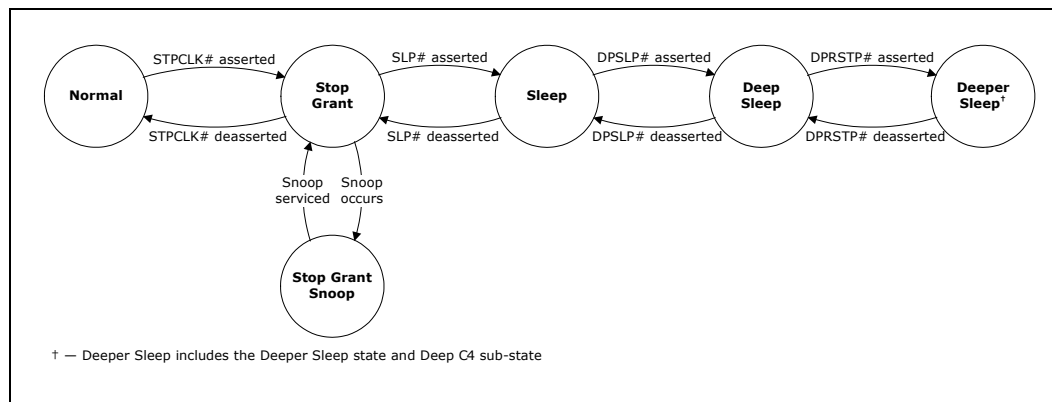 STPCLK# asserted
SLP# asserted
DPSLP# asserted
DPRSTP# asserted
Normal
Stop
Grant
Sleep
Deep
Sleep
Deeper
Sleep†
STPCLK# deasserted
SLP# deasserted
DPSLP# deasserted
DPRSTP# deasserted
Snoop
serviced
Snoop
occurs
Stop Grant
Snoop
† — Deeper Sleep includes the Deeper Sleep state and Deep C4 sub-state